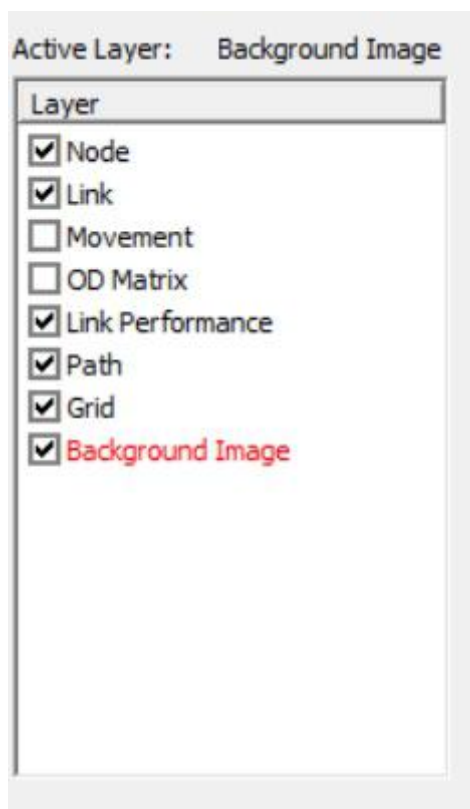 Active Layer: Background Image
Layer
Node
Link
Movement
OD Matrix
Link Performance
Path
Grid
Background Image